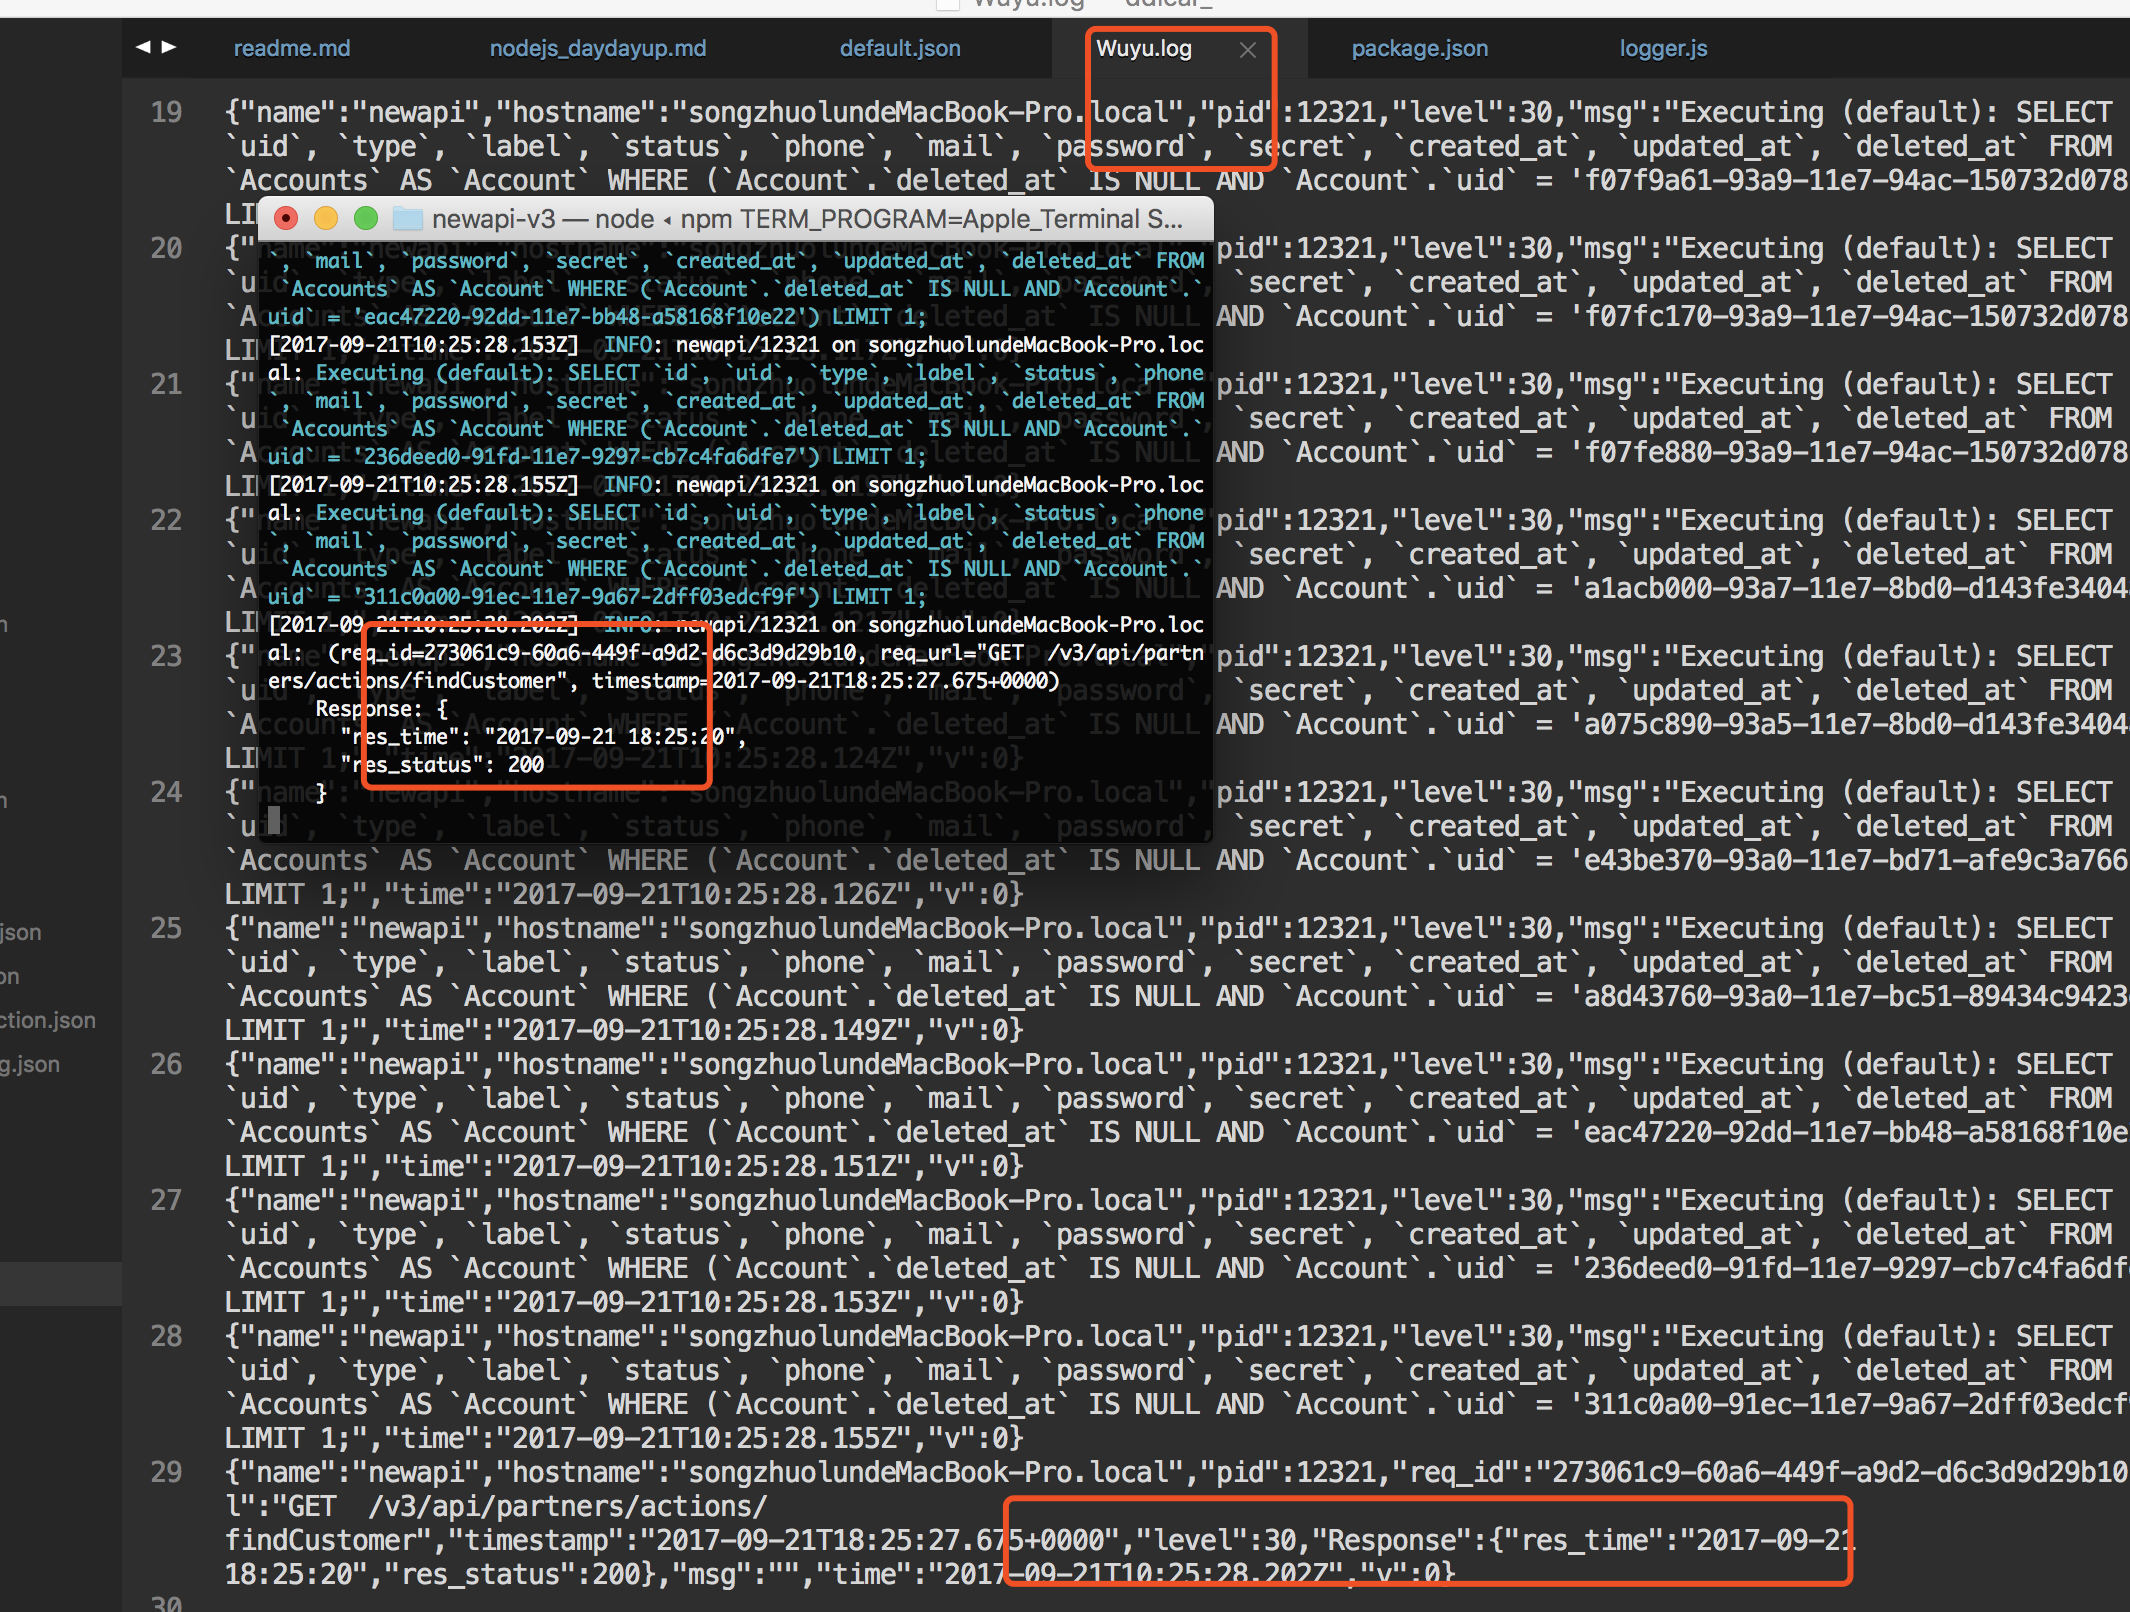 Wuyu.log
readme.md nodejs_daydayup.md default.json Wuyu.log package.json logger.js
19 {"name":"newapi","hostname":"songzhuolundeMacBook-Pro.local","pid":12321,"level":30,"msg":"Executing (default): SELECT
`uid`, `type`, `label`, `status`, `phone`, `mail`, `password`, `secret`, `created_at`, `updated_at`, `deleted_at` FROM
`Accounts` AS `Account` WHERE (`Account`.`deleted_at` IS NULL AND `Account`.`uid` = 'f07f9a61-93a9-11e7-94ac-150732d078
newapi-v3 — node ◂ npm TERM_PROGRAM=Apple_Terminal S...
`, `mail`, `password`, `secret`, `created_at`, `updated_at`, `deleted_at` FROM
`Accounts` AS `Account` WHERE (`Account`.`deleted_at` IS NULL AND `Account`.`
uid` = 'eac47220-92dd-11e7-bb48-a58168f10e22') LIMIT 1;
[2017-09-21T10:25:28.153Z]  INFO: newapi/12321 on songzhuolundeMacBook-Pro.loc
al: Executing (default): SELECT `id`, `uid`, `type`, `label`, `status`, `phone
`, `mail`, `password`, `secret`, `created_at`, `updated_at`, `deleted_at` FROM
`Accounts` AS `Account` WHERE (`Account`.`deleted_at` IS NULL AND `Account`.`
uid` = '236deed0-91fd-11e7-9297-cb7c4fa6dfe7') LIMIT 1;
[2017-09-21T10:25:28.155Z]  INFO: newapi/12321 on songzhuolundeMacBook-Pro.loc
al: Executing (default): SELECT `id`, `uid`, `type`, `label`, `status`, `phone
`, `mail`, `password`, `secret`, `created_at`, `updated_at`, `deleted_at` FROM
`Accounts` AS `Account` WHERE (`Account`.`deleted_at` IS NULL AND `Account`.`
uid` = '311c0a00-91ec-11e7-9a67-2dff03edcf9f') LIMIT 1;
[2017-09-21T10:25:28.202Z]  INFO: newapi/12321 on songzhuolundeMacBook-Pro.loc
al:  (req_id=273061c9-60a6-449f-a9d2-d6c3d9d29b10, req_url="GET  /v3/api/partn
ers/actions/findCustomer", timestamp=2017-09-21T18:25:27.675+0000)
Response: {
"res_time": "2017-09-21 18:25:20",
"res_status": 200
}
20 pid":12321,"level":30,"msg":"Executing (default): SELECT
`secret`, `created_at`, `updated_at`, `deleted_at` FROM
AND `Account`.`uid` = 'f07fc170-93a9-11e7-94ac-150732d078
21 pid":12321,"level":30,"msg":"Executing (default): SELECT
`secret`, `created_at`, `updated_at`, `deleted_at` FROM
AND `Account`.`uid` = 'f07fe880-93a9-11e7-94ac-150732d078
22 pid":12321,"level":30,"msg":"Executing (default): SELECT
`secret`, `created_at`, `updated_at`, `deleted_at` FROM
AND `Account`.`uid` = 'a1acb000-93a7-11e7-8bd0-d143fe3404
23 pid":12321,"level":30,"msg":"Executing (default): SELECT
`secret`, `created_at`, `updated_at`, `deleted_at` FROM
AND `Account`.`uid` = 'a075c890-93a5-11e7-8bd0-d143fe3404
24 pid":12321,"level":30,"msg":"Executing (default): SELECT
`secret`, `created_at`, `updated_at`, `deleted_at` FROM
`Accounts` AS `Account` WHERE (`Account`.`deleted_at` IS NULL AND `Account`.`uid` = 'e43be370-93a0-11e7-bd71-afe9c3a766
LIMIT 1;","time":"2017-09-21T10:25:28.126Z","v":0}
25 {"name":"newapi","hostname":"songzhuolundeMacBook-Pro.local","pid":12321,"level":30,"msg":"Executing (default): SELECT
`uid`, `type`, `label`, `status`, `phone`, `mail`, `password`, `secret`, `created_at`, `updated_at`, `deleted_at` FROM
`Accounts` AS `Account` WHERE (`Account`.`deleted_at` IS NULL AND `Account`.`uid` = 'a8d43760-93a0-11e7-bc51-89434c9423
LIMIT 1;","time":"2017-09-21T10:25:28.149Z","v":0}
26 {"name":"newapi","hostname":"songzhuolundeMacBook-Pro.local","pid":12321,"level":30,"msg":"Executing (default): SELECT
`uid`, `type`, `label`, `status`, `phone`, `mail`, `password`, `secret`, `created_at`, `updated_at`, `deleted_at` FROM
`Accounts` AS `Account` WHERE (`Account`.`deleted_at` IS NULL AND `Account`.`uid` = 'eac47220-92dd-11e7-bb48-a58168f10e
LIMIT 1;","time":"2017-09-21T10:25:28.151Z","v":0}
27 {"name":"newapi","hostname":"songzhuolundeMacBook-Pro.local","pid":12321,"level":30,"msg":"Executing (default): SELECT
`uid`, `type`, `label`, `status`, `phone`, `mail`, `password`, `secret`, `created_at`, `updated_at`, `deleted_at` FROM
`Accounts` AS `Account` WHERE (`Account`.`deleted_at` IS NULL AND `Account`.`uid` = '236deed0-91fd-11e7-9297-cb7c4fa6df
LIMIT 1;","time":"2017-09-21T10:25:28.153Z","v":0}
28 {"name":"newapi","hostname":"songzhuolundeMacBook-Pro.local","pid":12321,"level":30,"msg":"Executing (default): SELECT
`uid`, `type`, `label`, `status`, `phone`, `mail`, `password`, `secret`, `created_at`, `updated_at`, `deleted_at` FROM
`Accounts` AS `Account` WHERE (`Account`.`deleted_at` IS NULL AND `Account`.`uid` = '311c0a00-91ec-11e7-9a67-2dff03edcf
LIMIT 1;","time":"2017-09-21T10:25:28.155Z","v":0}
29 {"name":"newapi","hostname":"songzhuolundeMacBook-Pro.local","pid":12321,"req_id":"273061c9-60a6-449f-a9d2-d6c3d9d29b10
l":"GET  /v3/api/partners/actions/
findCustomer","timestamp":"2017-09-21T18:25:27.675+0000","level":30,"Response":{"res_time":"2017-09-21
18:25:20","res_status":200},"msg":"","time":"2017-09-21T10:25:28.202Z","v":0}
30
json
on
ction.json
g.json